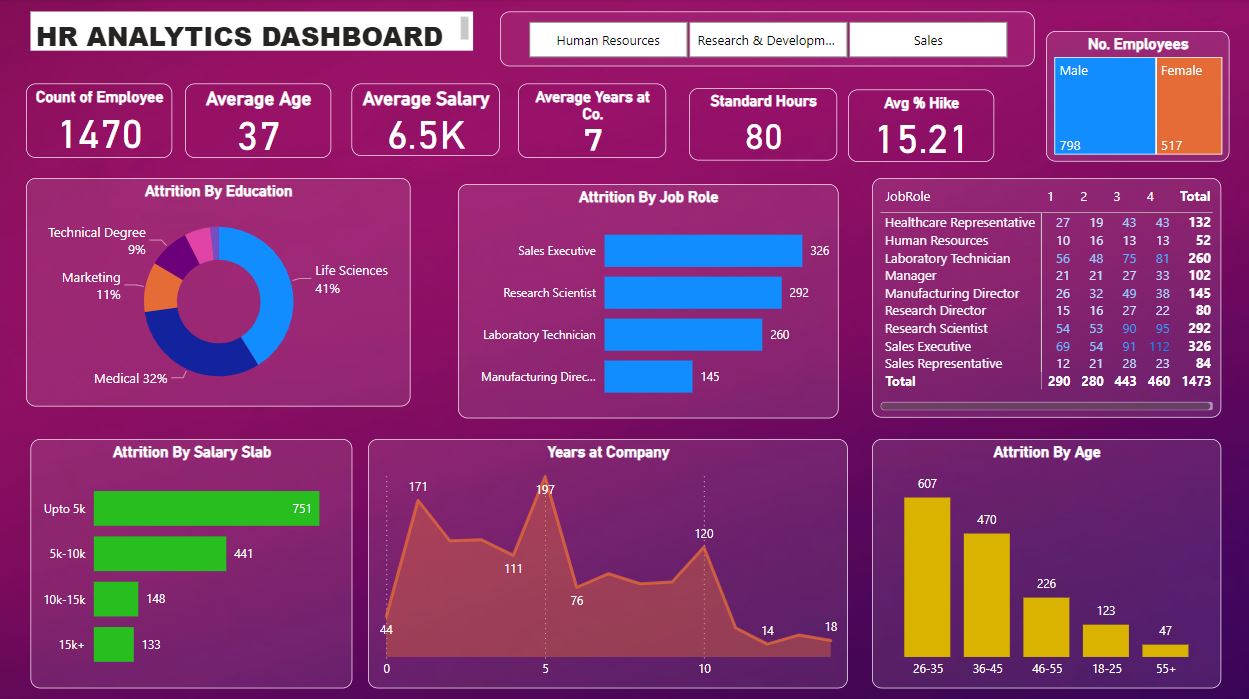 HR ANALYTICS DASHBOARD
Human Resources
Research & Developm...
Sales
No. Employees
Male
Female
798
517
Count of Employee
1470
Average Age
37
Average Salary
6.5K
Average Years at
Co.
7
Standard Hours
80
Avg % Hike
15.21
Attrition By Education
Technical Degree
9%
Marketing
11%
Life Sciences
41%
Medical 32%
Attrition By Job Role
Sales Executive 326
Research Scientist 292
Laboratory Technician 260
Manufacturing Direc... 145
JobRole 1 2 3 4 Total
Healthcare Representative 27 19 43 43 132
Human Resources 10 16 13 13 52
Laboratory Technician 56 48 75 81 260
Manager 21 21 27 33 102
Manufacturing Director 26 32 49 38 145
Research Director 15 16 27 22 80
Research Scientist 54 53 90 95 292
Sales Executive 69 54 91 112 326
Sales Representative 12 21 28 23 84
Total 290 280 443 460 1473
Attrition By Salary Slab
Upto 5k 751
5k-10k 441
10k-15k 148
15k+ 133
Years at Company
171
197
120
111
76
44
14
18
0 5 10
Attrition By Age
607
470
226
123
47
26-35 36-45 46-55 18-25 55+